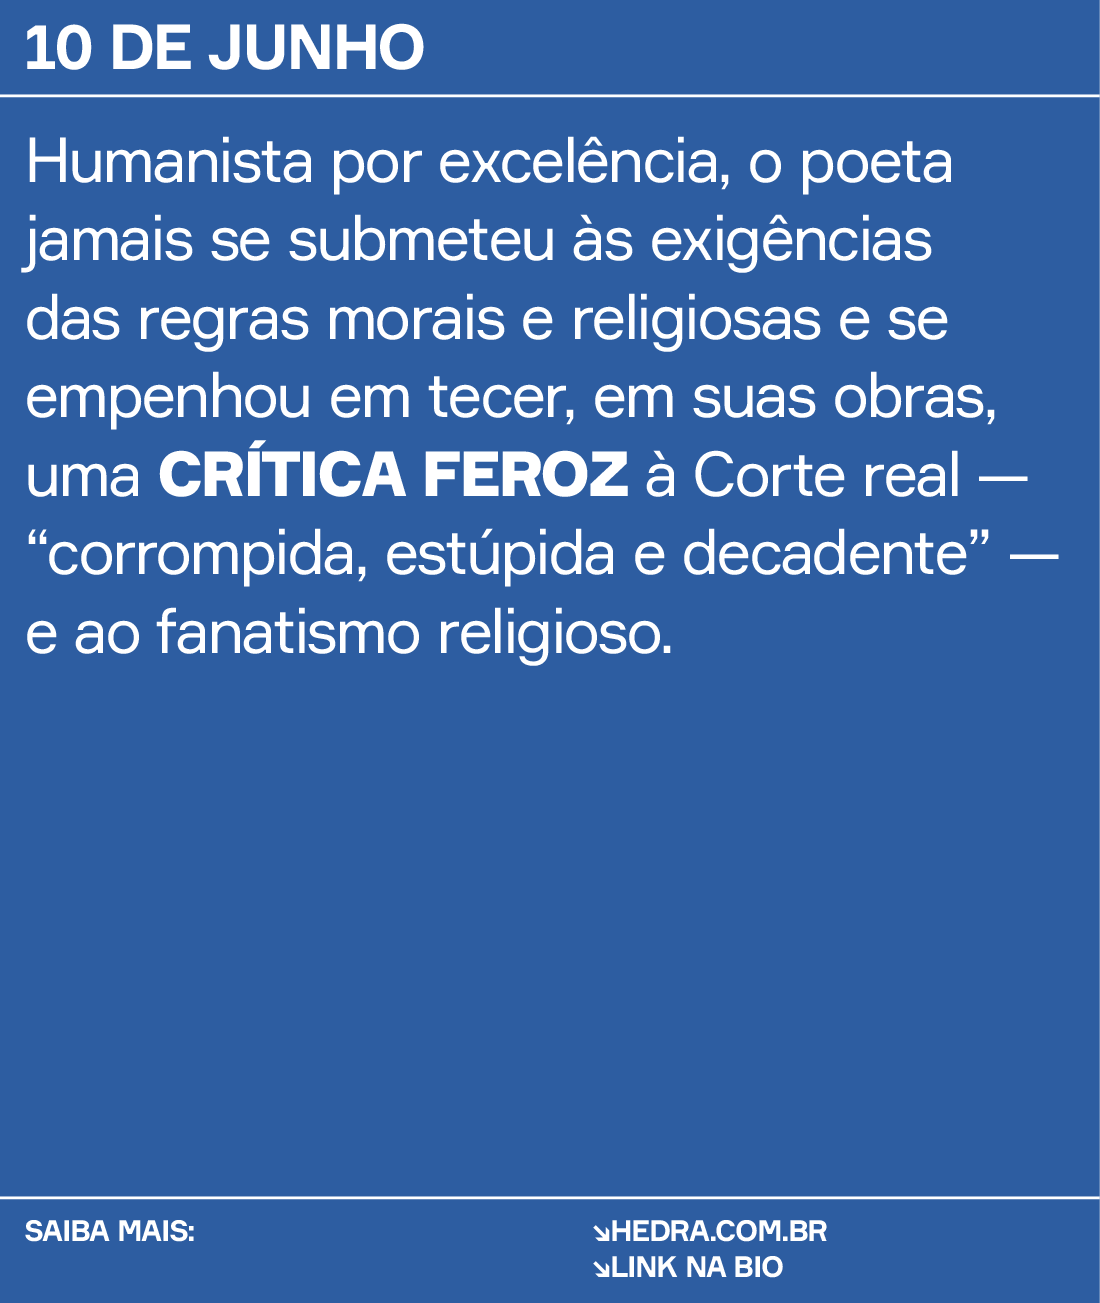 10 DE JUNHO
Humanista por excelência, o poeta
jamais se submeteu às exigências
das regras morais e religiosas e se
empenhou em tecer, em suas obras,
uma CRÍTICA FEROZ à Corte real —
“corrompida, estúpida e decadente” —
e ao fanatismo religioso.
SAIBA MAIS:
↘HEDRA.COM.BR
↘LINK NA BIO